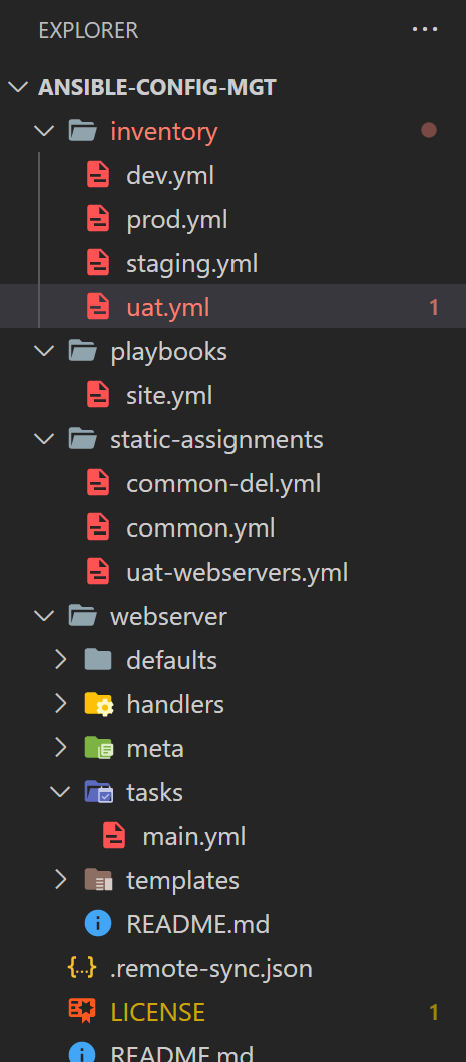 EXPLORER ...
ANSIBLE-CONFIG-MGT
inventory
dev.yml
prod.yml
staging.yml
uat.yml 1
playbooks
site.yml
static-assignments
common-del.yml
common.yml
uat-webservers.yml
webserver
defaults
handlers
meta
tasks
main.yml
templates
README.md
.remote-sync.json
LICENSE 1
README.md